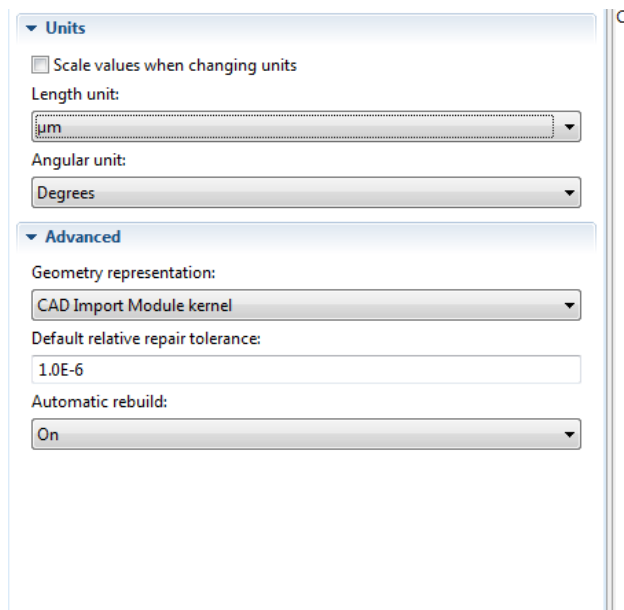 Units
Scale values when changing units
Length unit:
µm
Angular unit:
Degrees
Advanced
Geometry representation:
CAD Import Module kernel
Default relative repair tolerance:
1.0E-6
Automatic rebuild:
On